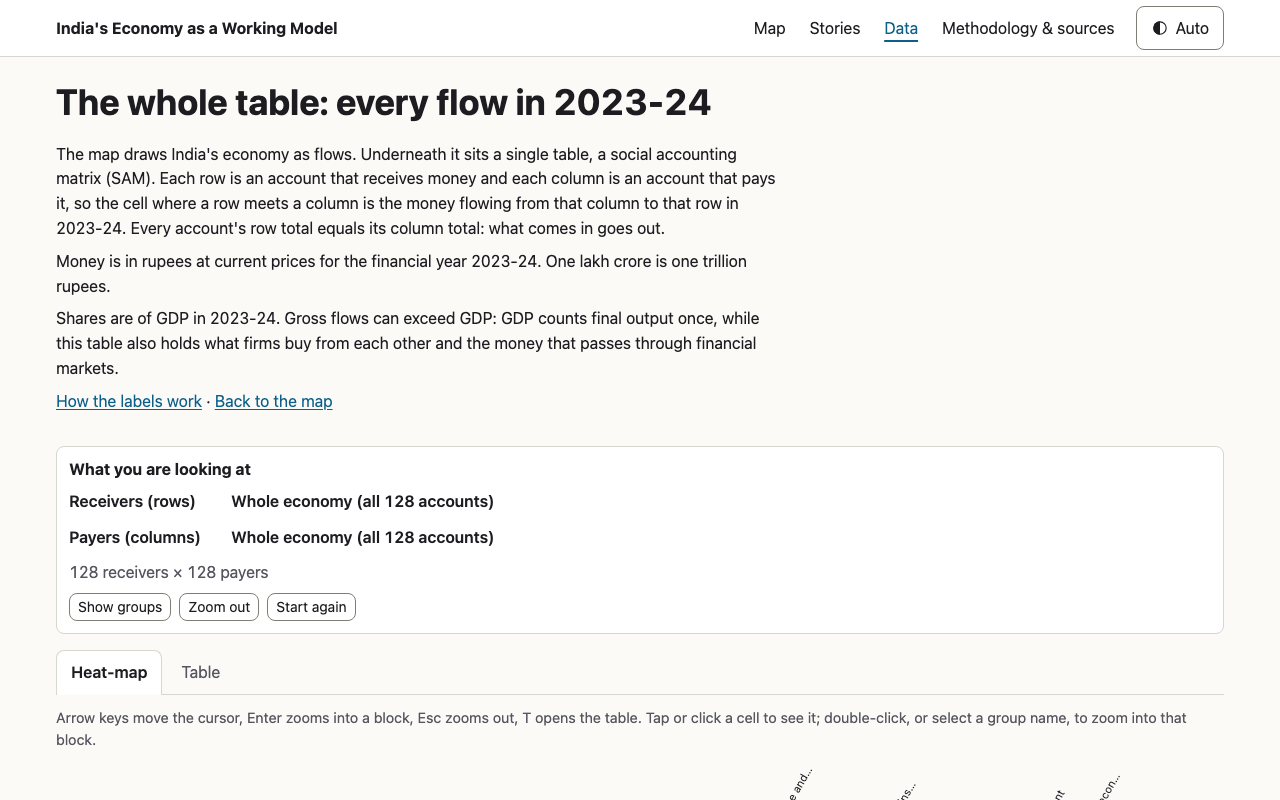 India's Economy as a Working Model
Map Stories Data Methodology & sources Auto
The whole table: every flow in 2023-24
The map draws India's economy as flows. Underneath it sits a single table, a social accounting
matrix (SAM). Each row is an account that receives money and each column is an account that pays
it, so the cell where a row meets a column is the money flowing from that column to that row in
2023-24. Every account's row total equals its column total: what comes in goes out.
Money is in rupees at current prices for the financial year 2023-24. One lakh crore is one trillion
rupees.
Shares are of GDP in 2023-24. Gross flows can exceed GDP: GDP counts final output once, while
this table also holds what firms buy from each other and the money that passes through financial
markets.
How the labels work · Back to the map
What you are looking at
Receivers (rows) Whole economy (all 128 accounts)
Payers (columns) Whole economy (all 128 accounts)
128 receivers × 128 payers
Show groups Zoom out Start again
Heat-map Table
Arrow keys move the cursor, Enter zooms into a block, Esc zooms out, T opens the table. Tap or click a cell to see it; double-click, or select a group name, to zoom into that
block.